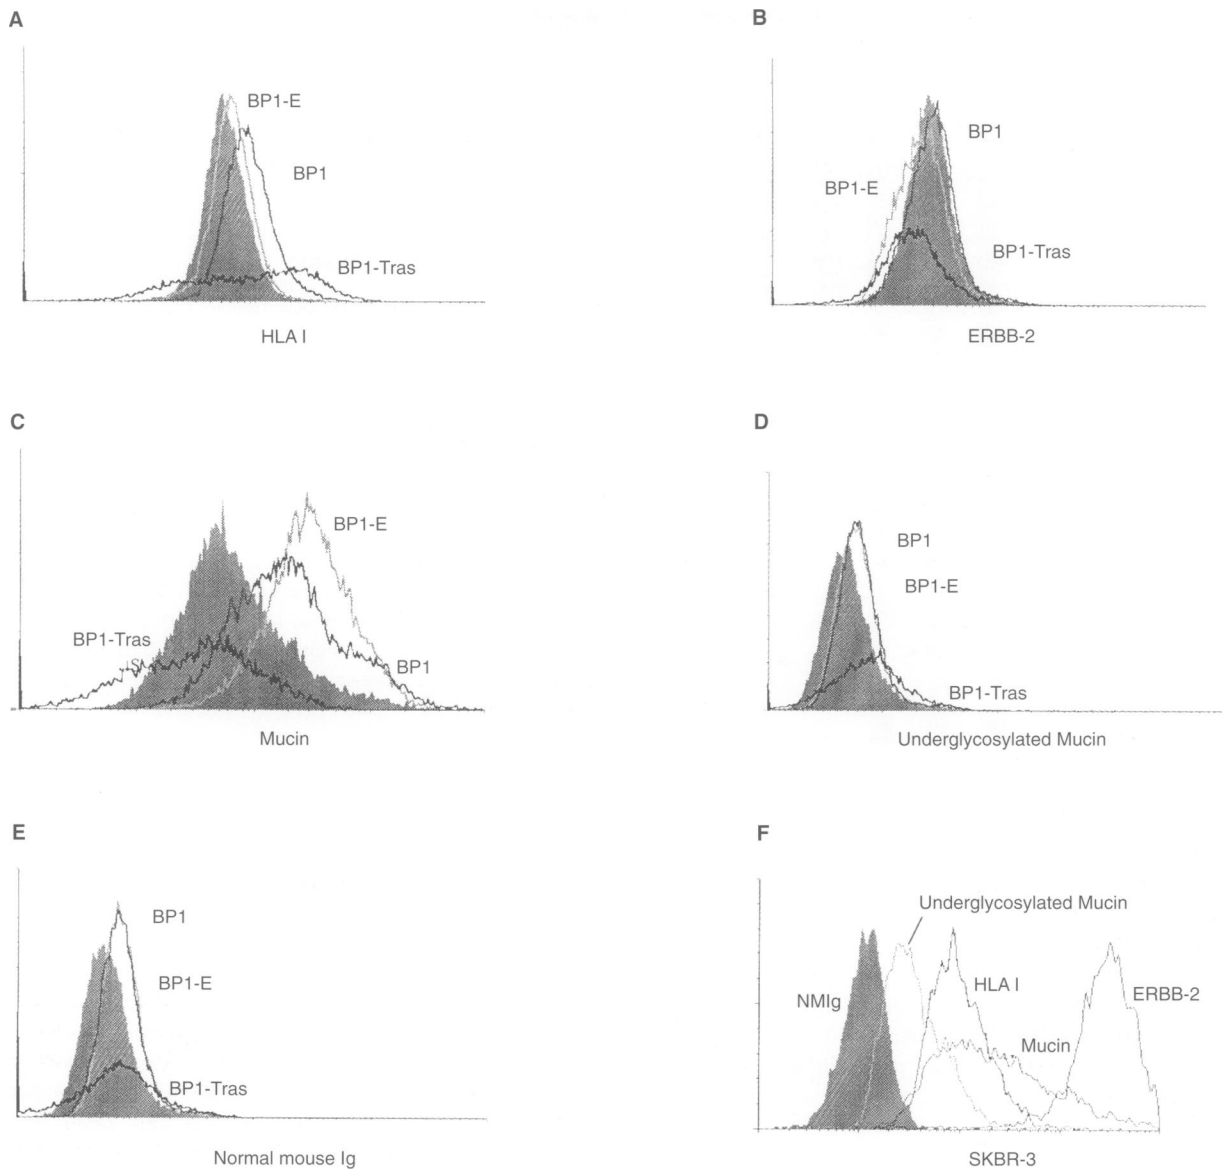 A
BP1-E
BP1
BP1-Tras
HLA I
B
BP1
BP1-E
BP1-Tras
ERBB-2
C
BP1-E
BP1-Tras
BP1
Mucin
D
BP1
BP1-E
BP1-Tras
Underglycosylated Mucin
E
BP1
BP1-E
BP1-Tras
Normal mouse Ig
F
Underglycosylated Mucin
NMIg
HLA I
ERBB-2
Mucin
SKBR-3